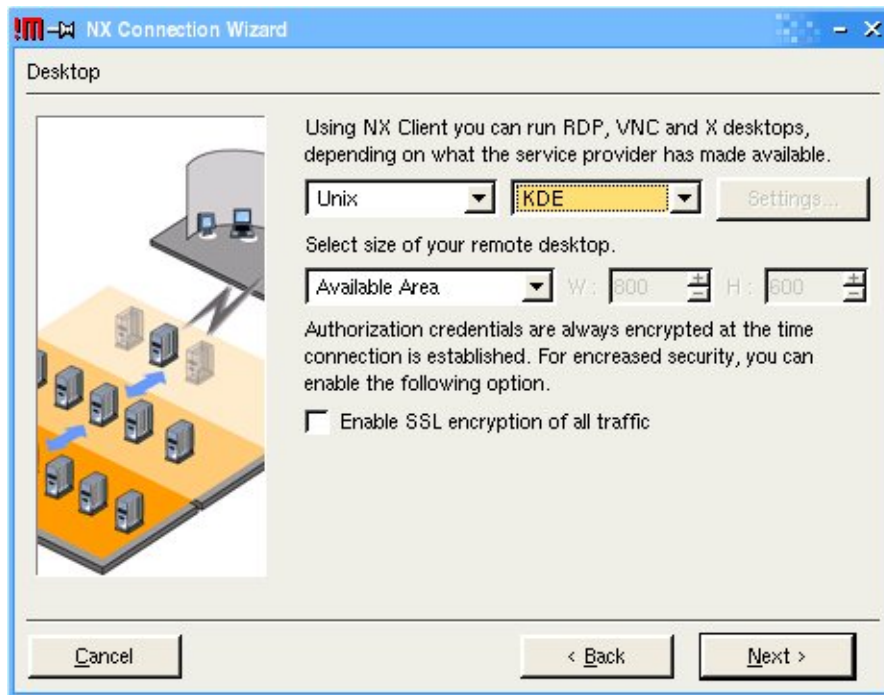 !M NX Connection Wizard
Desktop
Using NX Client you can run RDP, VNC and X desktops,
depending on what the service provider has made available.
Unix KDE Settings...
Select size of your remote desktop.
Available Area W: 800 H: 600
Authorization credentials are always encrypted at the time
connection is established. For encreased security, you can
enable the following option.
Enable SSL encryption of all traffic
Cancel < Back Next >